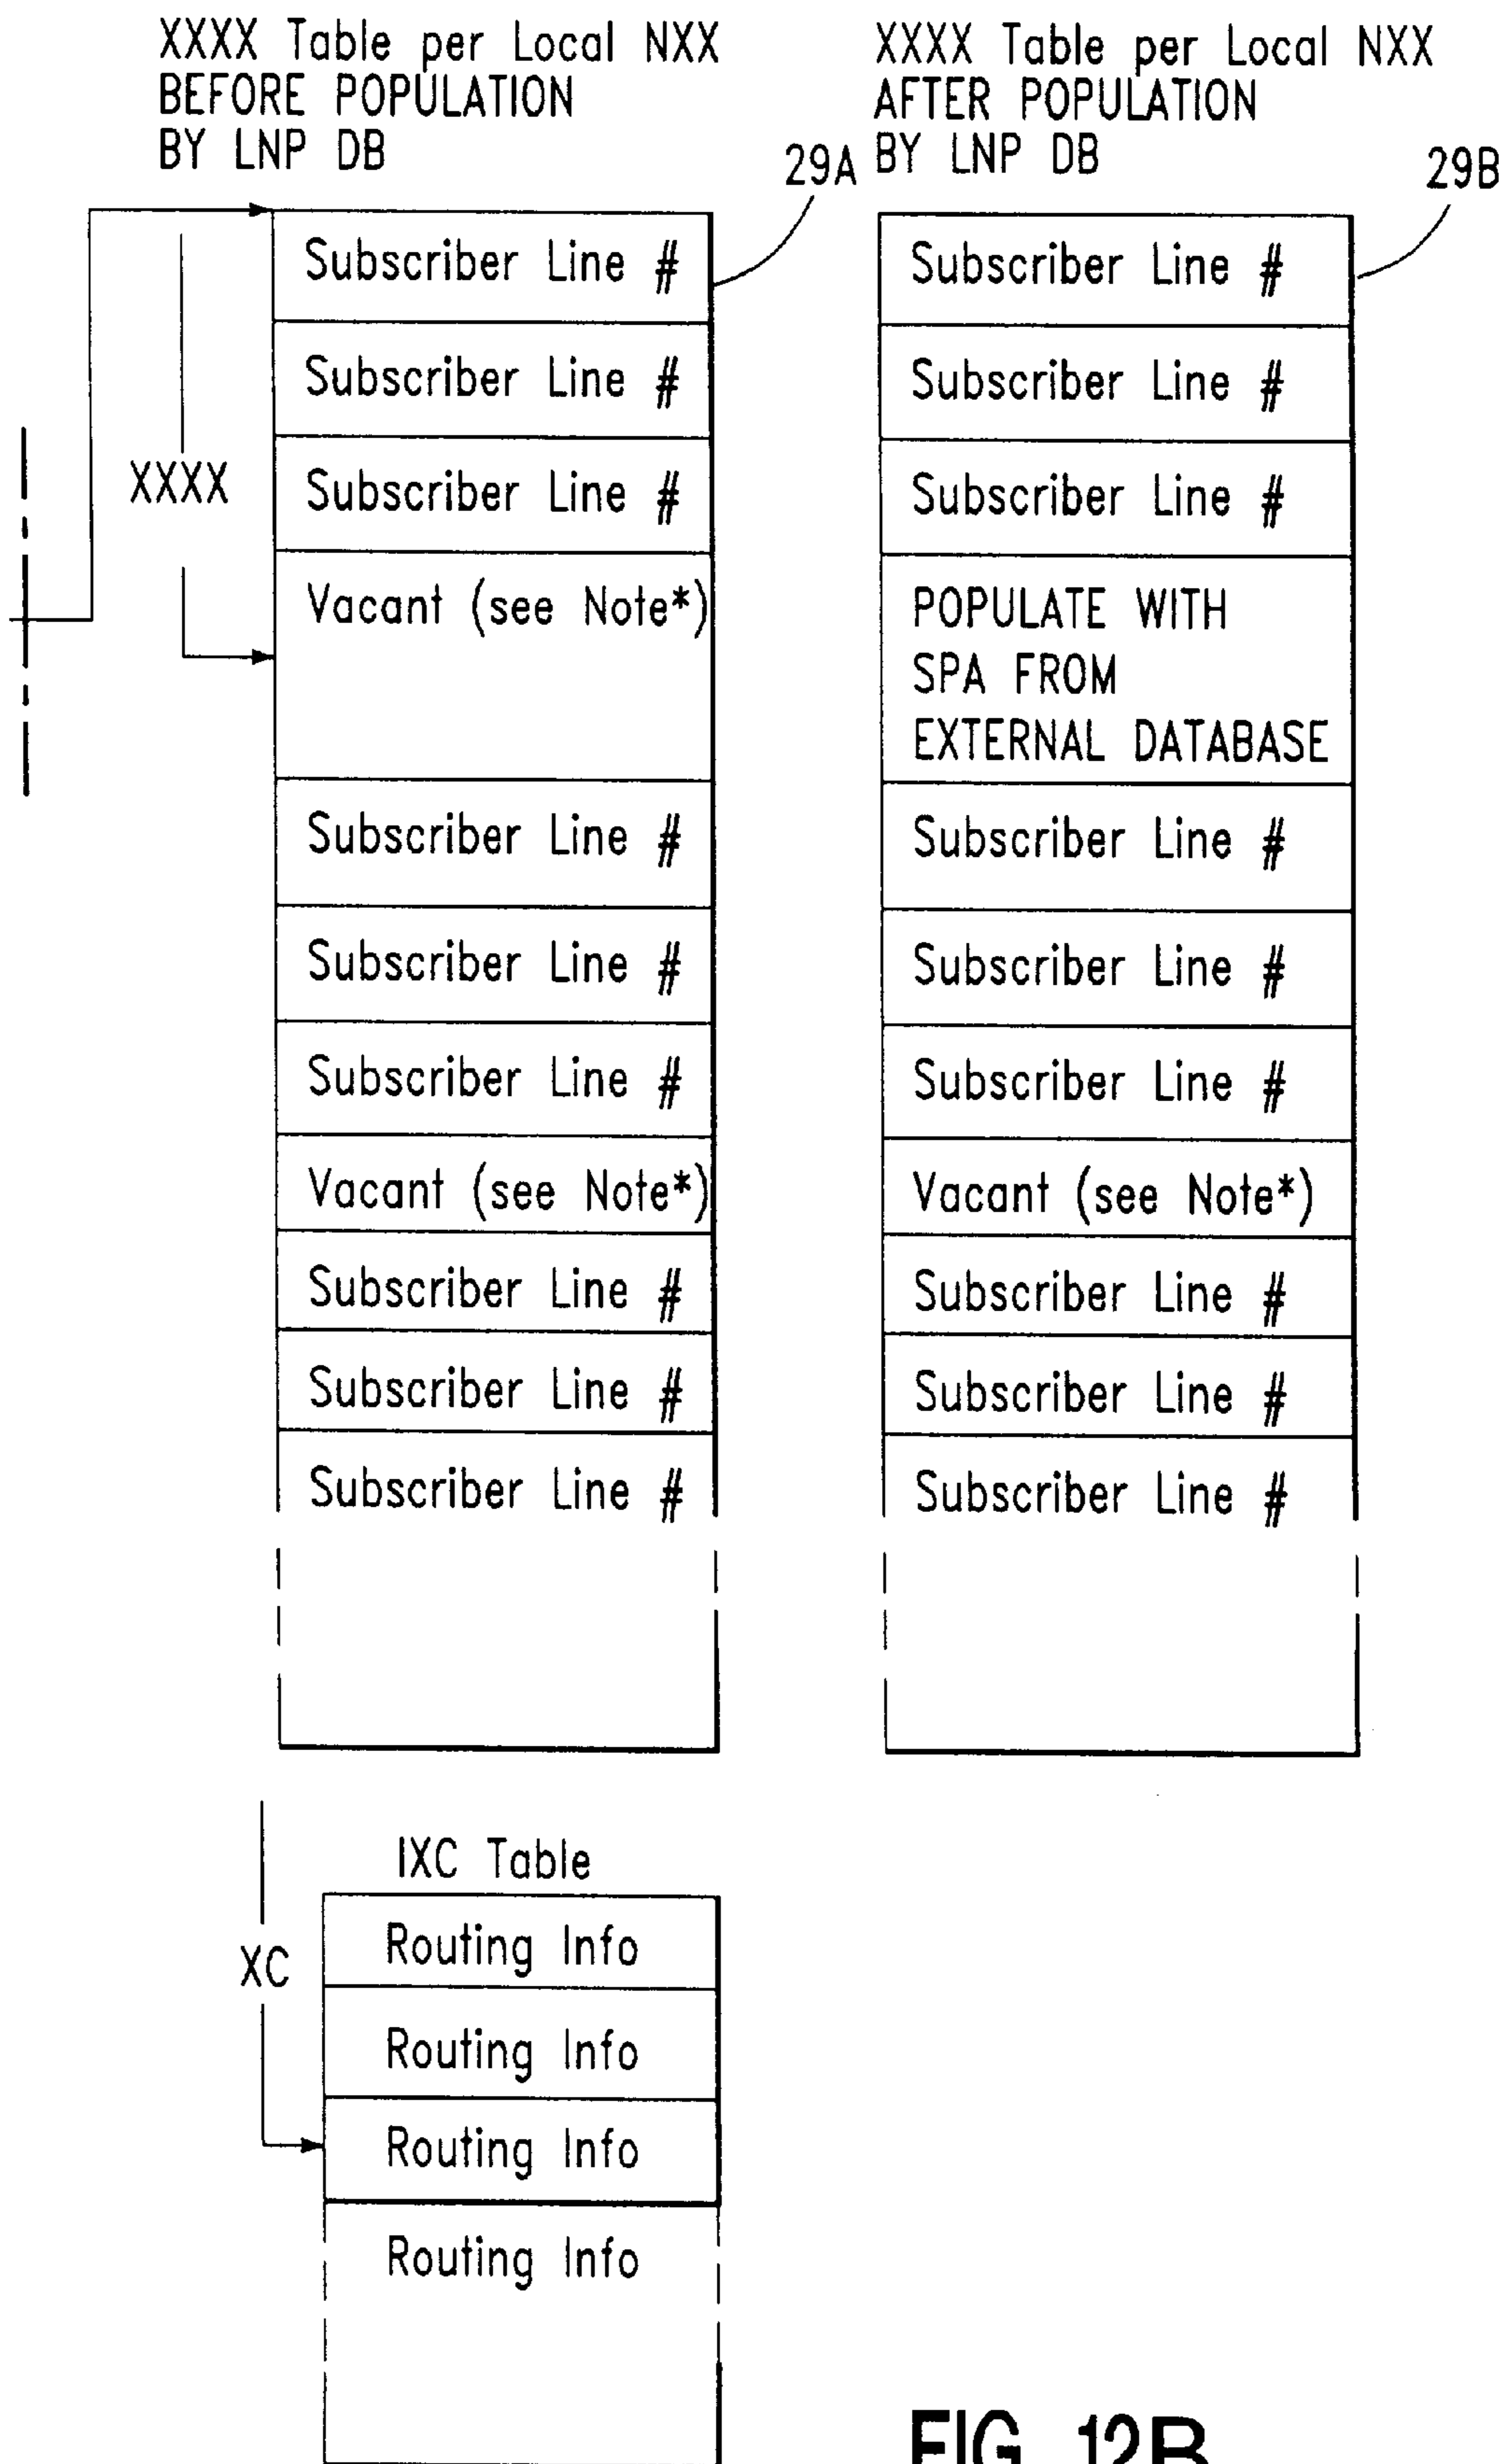 XXXX Table per Local NXX
BEFORE POPULATION
BY LNP DB
29A
XXXX Table per Local NXX
AFTER POPULATION
BY LNP DB
29B
XXXX
Subscriber Line #
Subscriber Line #
Subscriber Line #
Vacant (see Note*)
Subscriber Line #
Subscriber Line #
Subscriber Line #
Vacant (see Note*)
Subscriber Line #
Subscriber Line #
Subscriber Line #
Subscriber Line #
Subscriber Line #
Subscriber Line #
POPULATE WITH
SPA FROM
EXTERNAL DATABASE
Subscriber Line #
Subscriber Line #
Subscriber Line #
Vacant (see Note*)
Subscriber Line #
Subscriber Line #
Subscriber Line #
IXC Table
XC
Routing Info
Routing Info
Routing Info
Routing Info
FIG. 12B